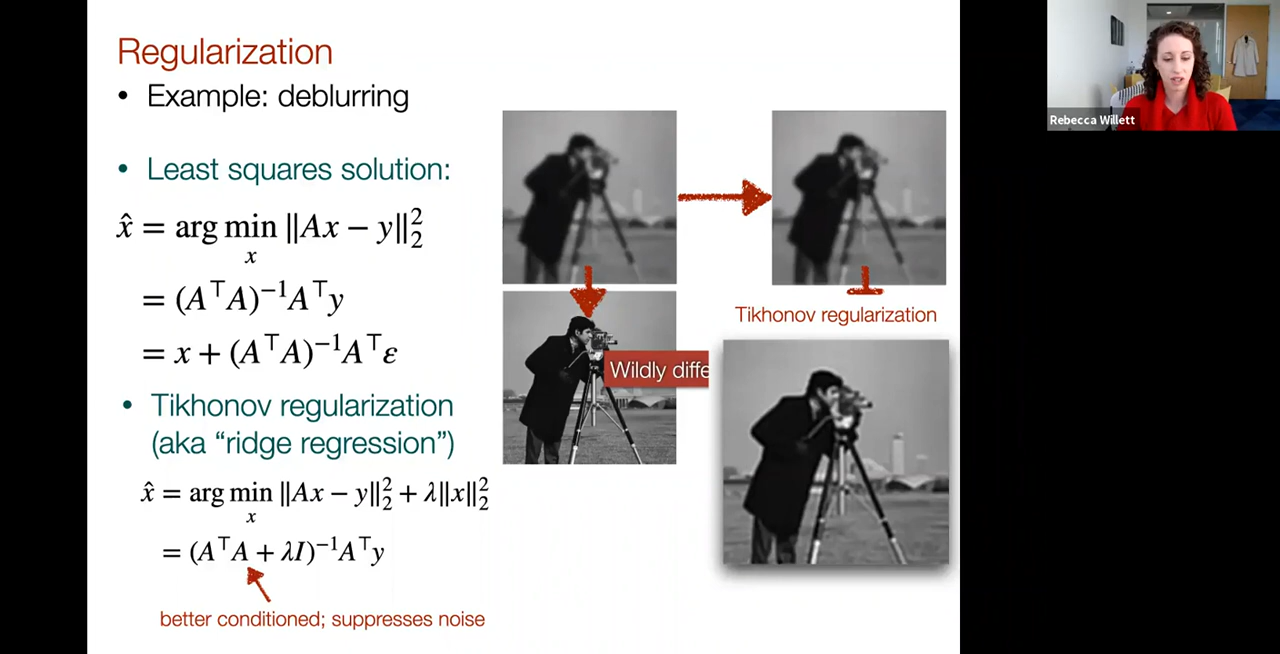 Regularization
• Example: deblurring
• Least squares solution:
x̂ = arg min ‖Ax − y‖₂²
x
= (AᵀA)⁻¹Aᵀy
= x + (AᵀA)⁻¹Aᵀε
• Tikhonov regularization
(aka “ridge regression”)
x̂ = arg min ‖Ax − y‖₂² + λ‖x‖₂²
x
= (AᵀA + λI)⁻¹Aᵀy
better conditioned; suppresses noise
Wildly diffe
Tikhonov regularization
Rebecca Willett